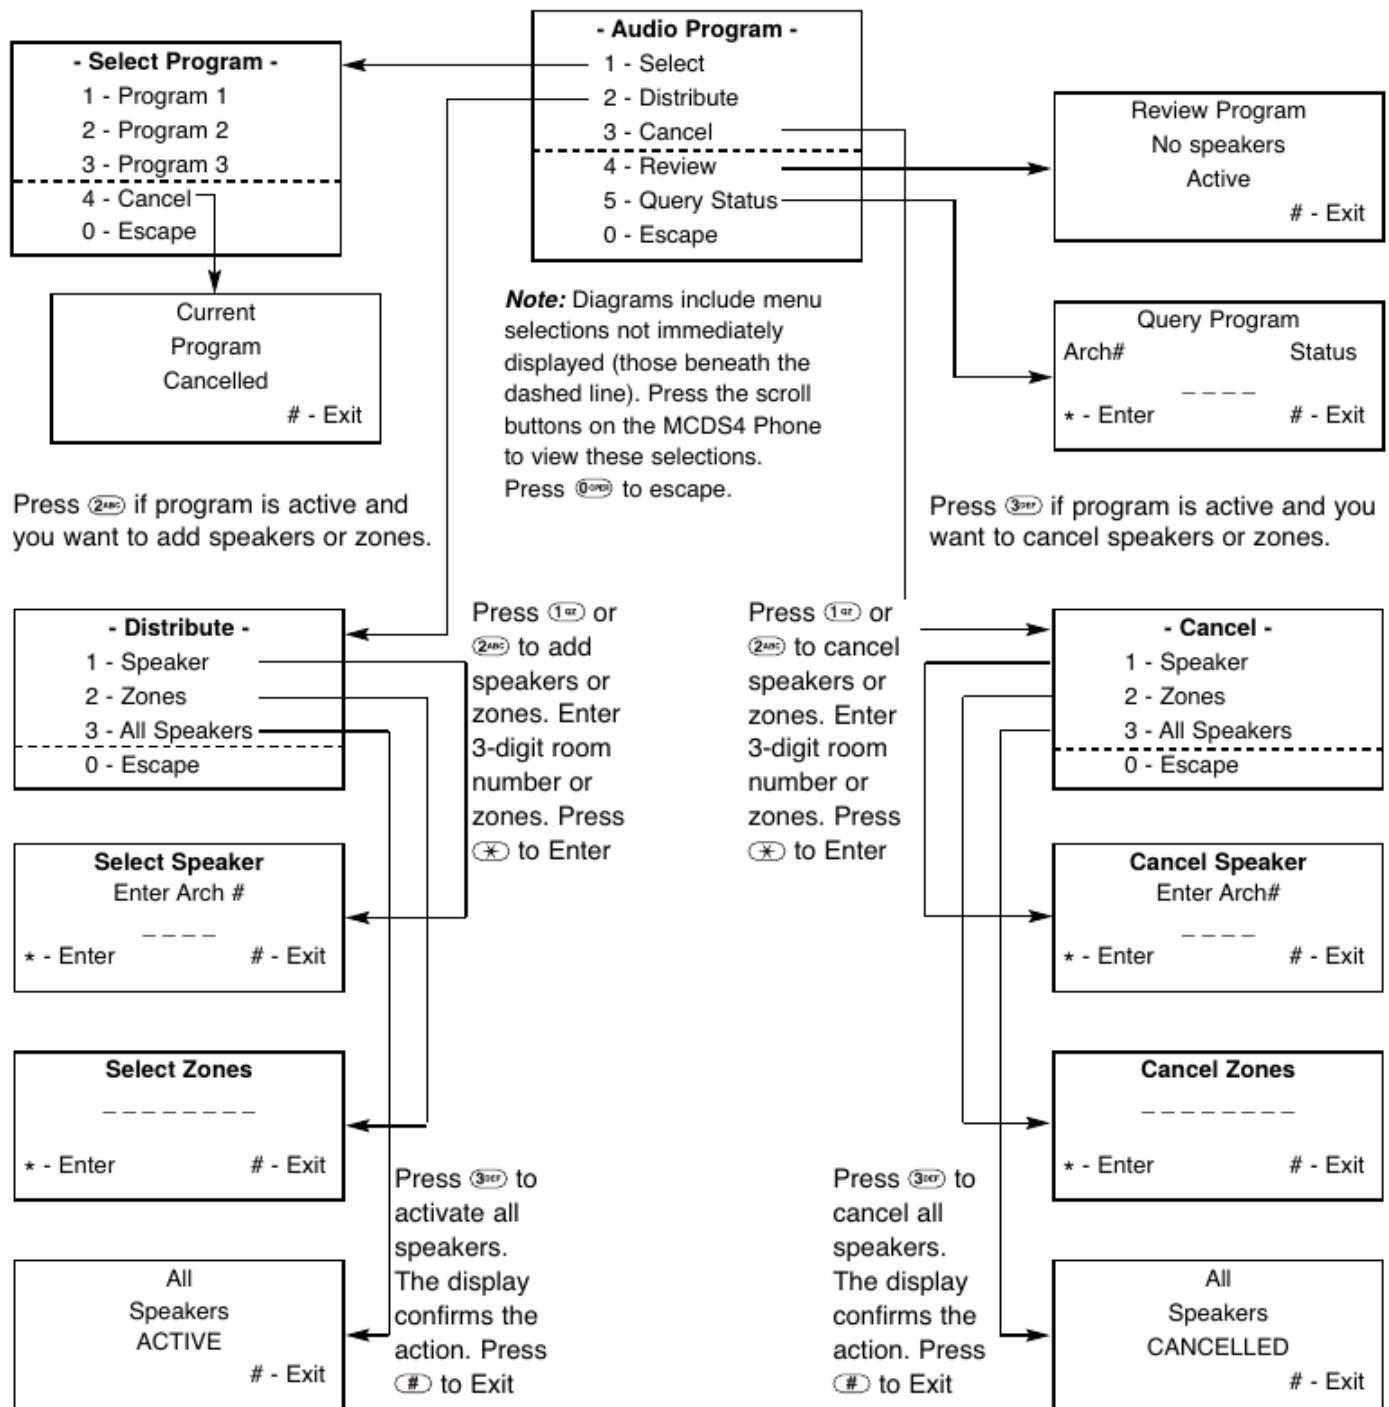 - Audio Program -
1 - Select
2 - Distribute
3 - Cancel
4 - Review
5 - Query Status
0 - Escape
- Select Program -
1 - Program 1
2 - Program 2
3 - Program 3
4 - Cancel
0 - Escape
Current
Program
Cancelled
# - Exit
Review Program
No speakers
Active
# - Exit
Query Program
Arch# Status
_ _ _ _
* - Enter # - Exit
Note: Diagrams include menu
selections not immediately
displayed (those beneath the
dashed line). Press the scroll
buttons on the MCDS4 Phone
to view these selections.
Press 0 OPER to escape.
Press 2 ABC if program is active and
you want to add speakers or zones.
Press 3 DEF if program is active and you
want to cancel speakers or zones.
- Distribute -
1 - Speaker
2 - Zones
3 - All Speakers
0 - Escape
Press 1 QZ or
2 ABC to add
speakers or
zones. Enter
3-digit room
number or
zones. Press
* to Enter
Press 1 QZ or
2 ABC to cancel
speakers or
zones. Enter
3-digit room
number or
zones. Press
* to Enter
- Cancel -
1 - Speaker
2 - Zones
3 - All Speakers
0 - Escape
Select Speaker
Enter Arch #
_ _ _ _
* - Enter # - Exit
Cancel Speaker
Enter Arch#
_ _ _ _
* - Enter # - Exit
Select Zones
_ _ _ _ _ _ _ _
* - Enter # - Exit
Cancel Zones
_ _ _ _ _ _ _ _
* - Enter # - Exit
All
Speakers
ACTIVE
# - Exit
Press 3 DEF to
activate all
speakers.
The display
confirms the
action. Press
# to Exit
Press 3 DEF to
cancel all
speakers.
The display
confirms the
action. Press
# to Exit
All
Speakers
CANCELLED
# - Exit